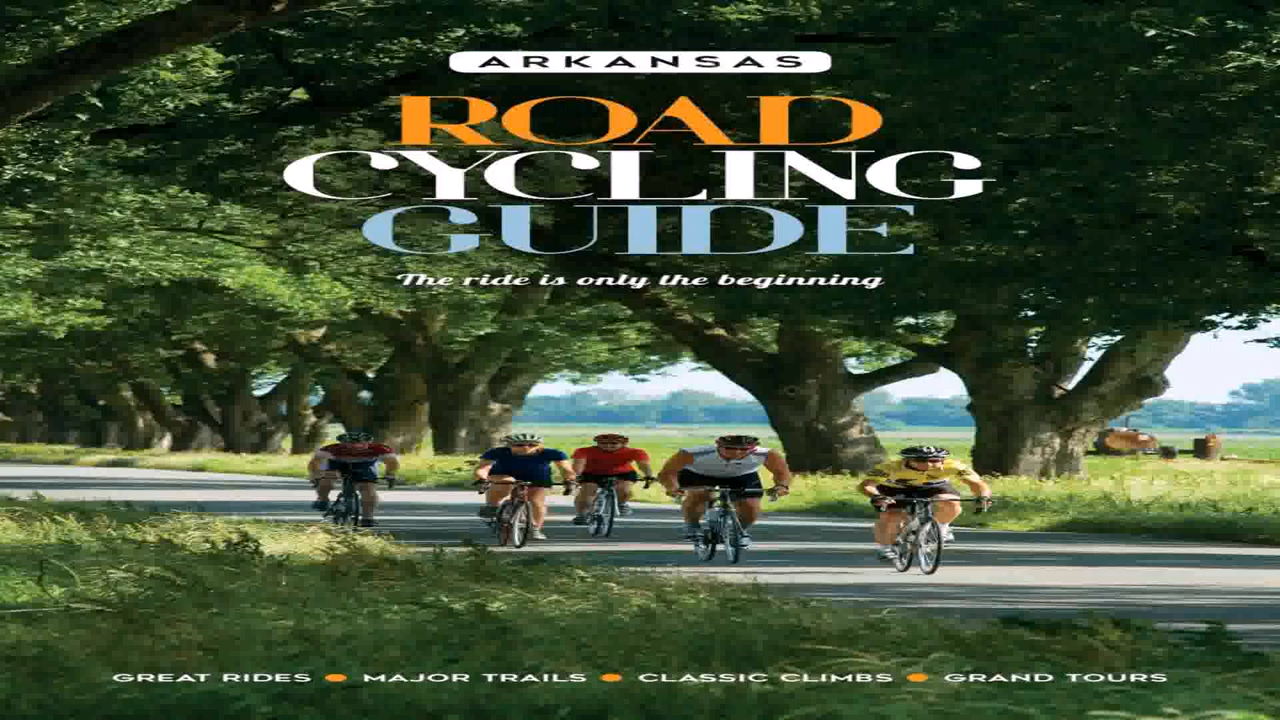 ARKANSAS
ROAD
CYCLING
GUIDE
The ride is only the beginning
GREAT RIDES ● MAJOR TRAILS ● CLASSIC CLIMBS ● GRAND TOURS